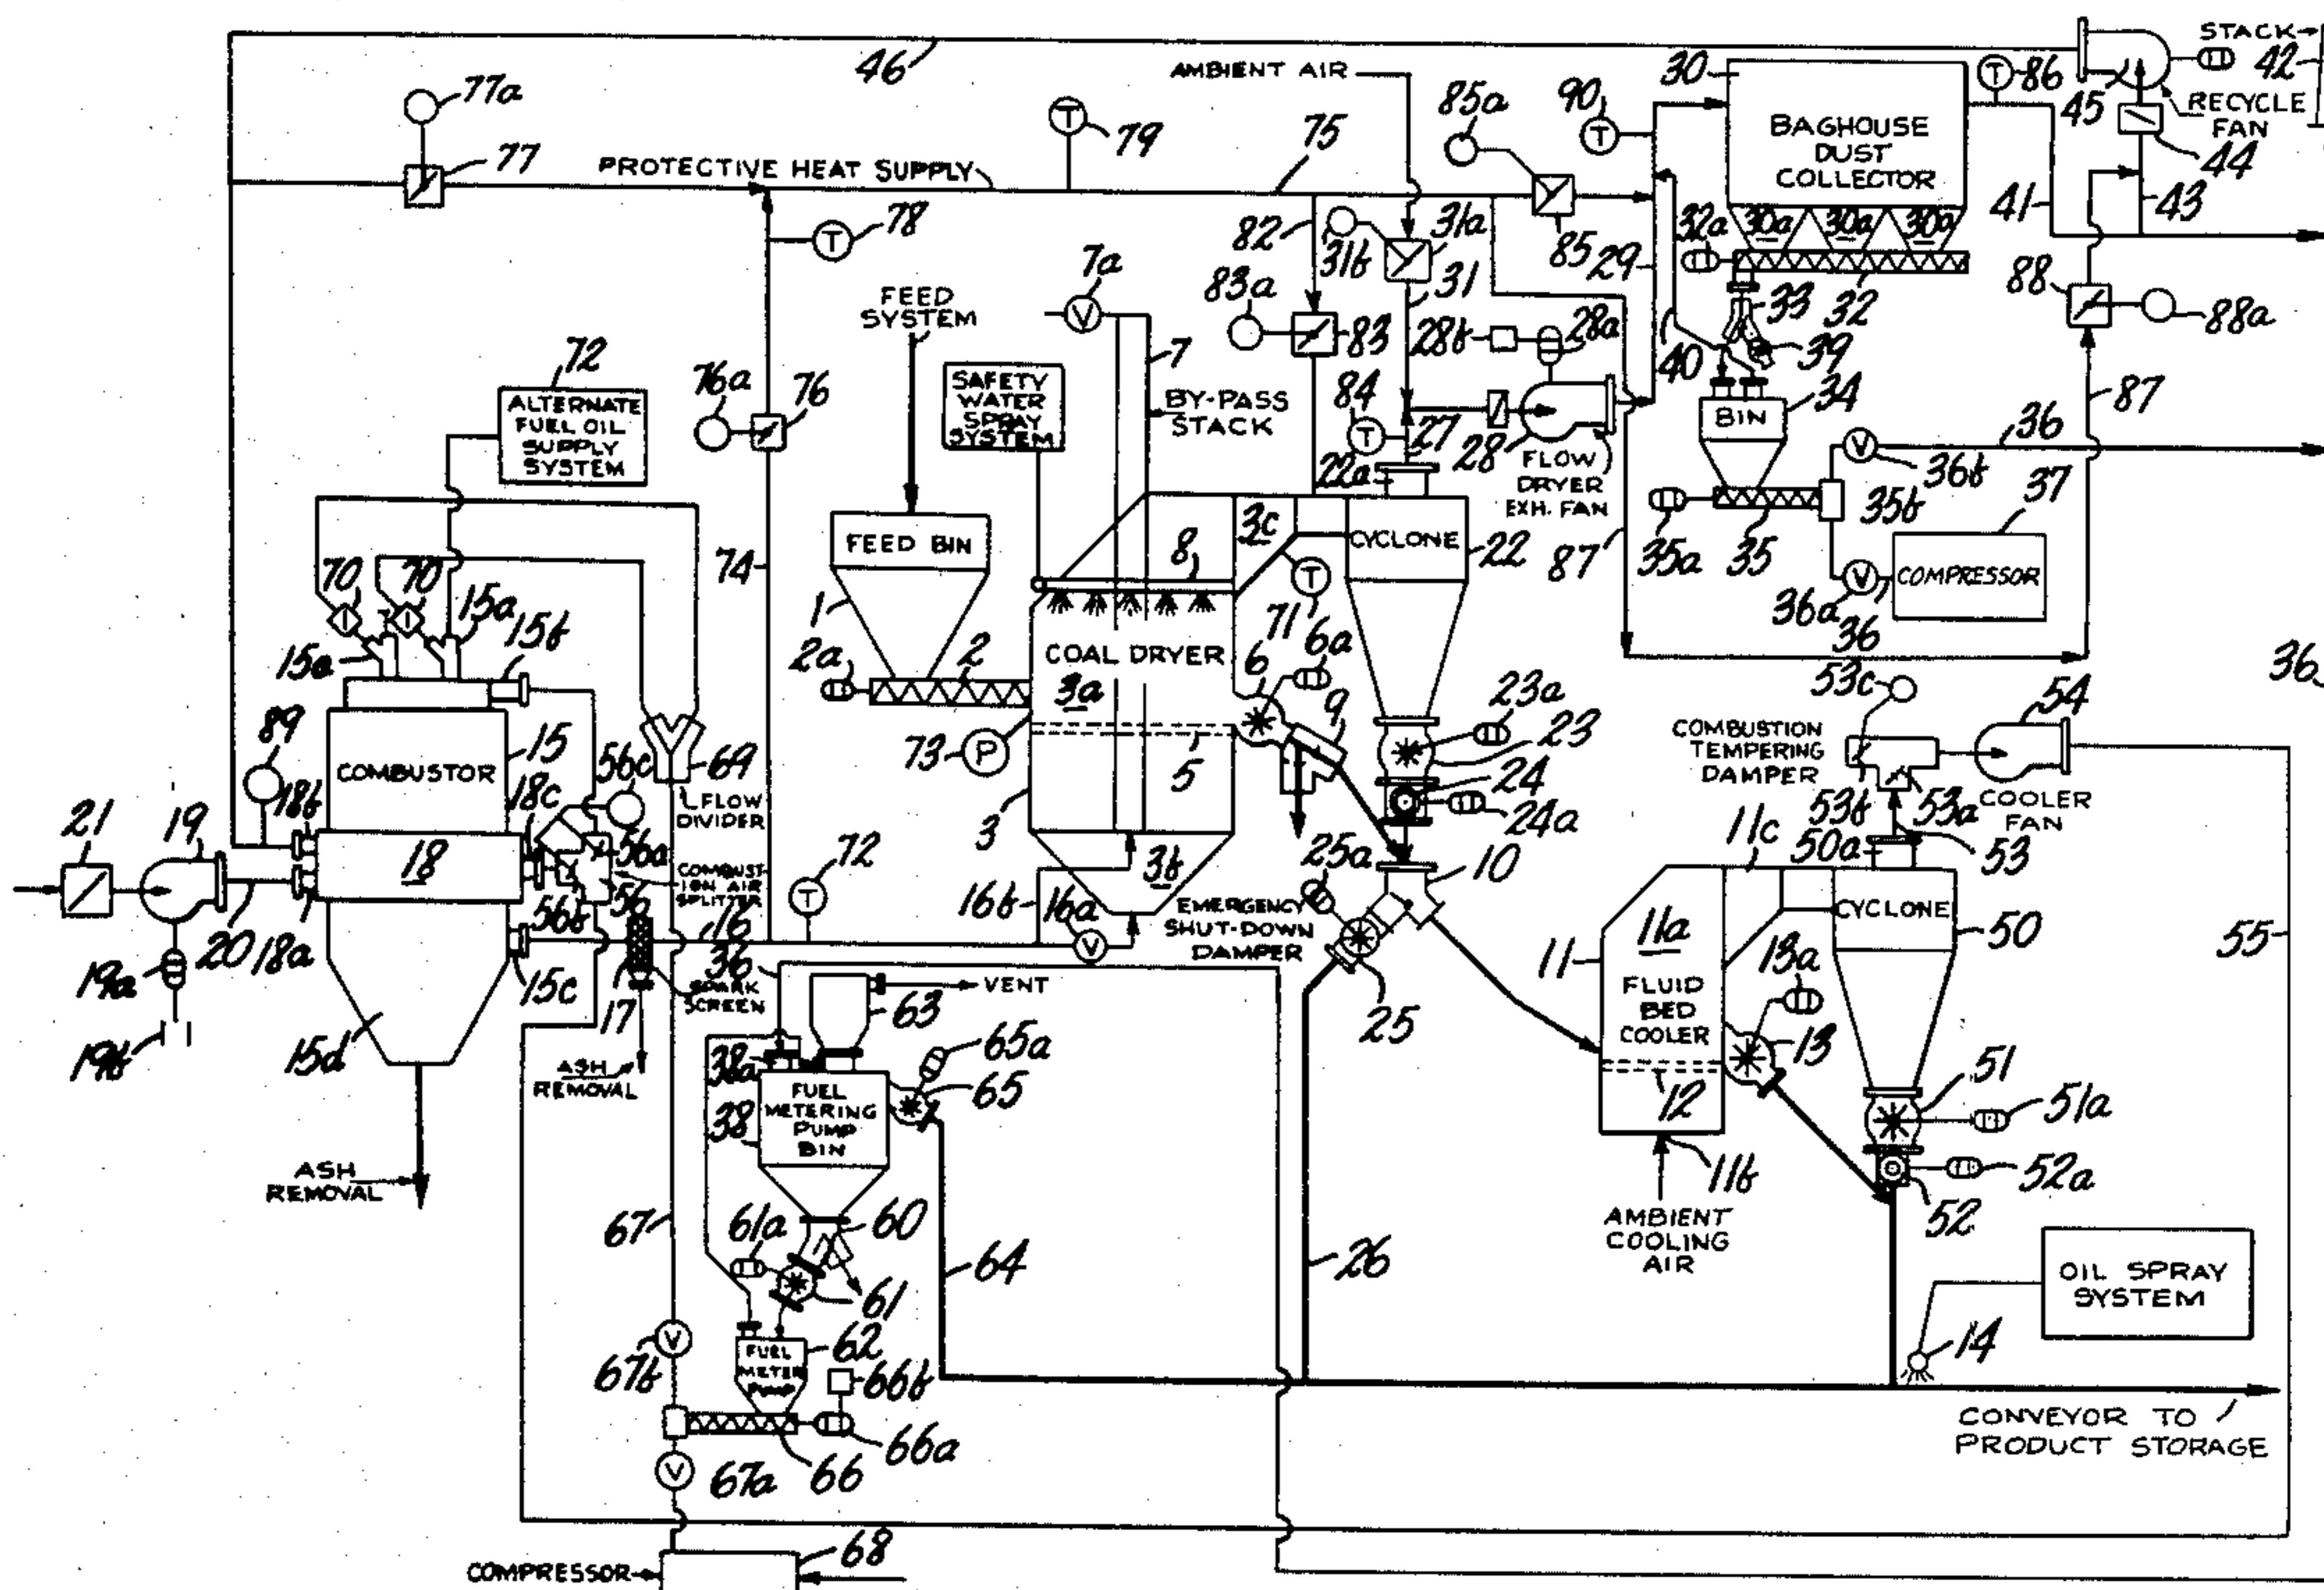 STACK
42
46
AMBIENT AIR
30
T
86
45
RECYCLE
FAN
77a
90
T
85a
T
79
75
BAGHOUSE
DUST
COLLECTOR
44
77
PROTECTIVE HEAT SUPPLY
41
43
T
78
82
31b
31a
32a
30a
30a
30a
85
29
7a
V
83a
31
33
32
88
88a
FEED
SYSTEM
28b
28a
39
7
83
40
72
76a
76
SAFETY
WATER
SPRAY
SYSTEM
BY-PASS
STACK
84
T
27
BIN
34
87
ALTERNATE
FUEL OIL
SUPPLY
SYSTEM
22a
28
FLOW
DRYER
EXH. FAN
V
36
36b
37
35b
35a
35
FEED BIN
8
3c
CYCLONE
22
87
74
70
70
15a
15b
1
T
71
V
36a
36
COMPRESSOR
15e
2a
2
COAL DRYER
3a
6
6a
36
53c
54
89
15
COMBUSTOR
69
73
P
5
9
23a
23
COMBUSTION
TEMPERING
DAMPER
56c
FLOW
DIVIDER
24
24a
53b
53a
COOLER
FAN
18b
18c
3
21
19
18
56a
COMBUST-
ION AIR
SPLITTER
72
T
3b
25a
10
11c
50a
53
56b
56
16b
16a
EMERGENCY
SHUT-DOWN
DAMPER
11a
CYCLONE
50
55
20
18a
16
V
19a
15c
36
SPARK
SCREEN
VENT
11
13a
19b
15d
17
63
25
FLUID
BED
COOLER
13
ASH
REMOVAL
38a
65a
65
12
51
51a
38
FUEL
METERING
PUMP
BIN
ASH
REMOVAL
11b
52a
52
67
61a
60
64
26
AMBIENT
COOLING
AIR
OIL SPRAY
SYSTEM
61
V
67b
FUEL
METER
PUMP
62
66b
14
66a
66
V
67a
CONVEYOR TO
PRODUCT STORAGE
COMPRESSOR
68